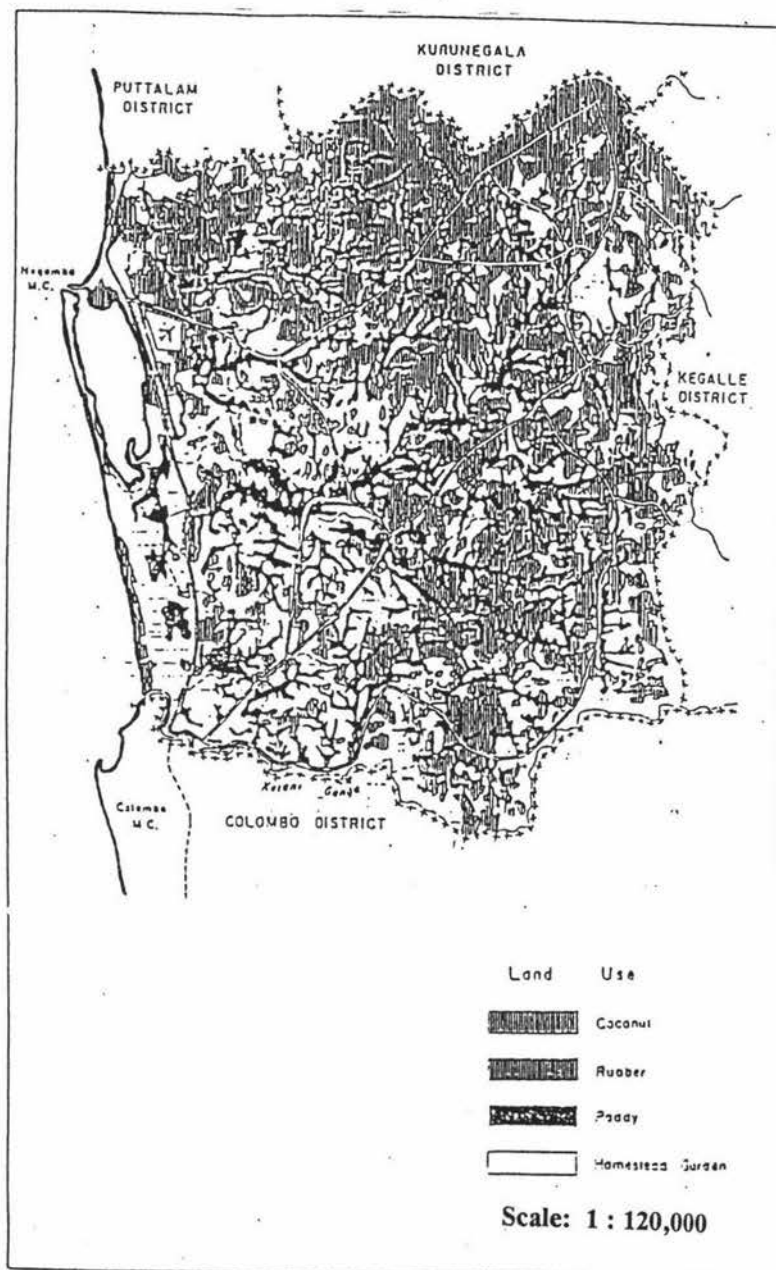 KURUNEGALA
DISTRICT
PUTTALAM
DISTRICT
Negombo
M.C.
KEGALLE
DISTRICT
Kelani Ganga
Colombo
M.C.
COLOMBO DISTRICT
Land Use
Coconut
Rubber
Paddy
Homestead Garden
Scale: 1 : 120,000